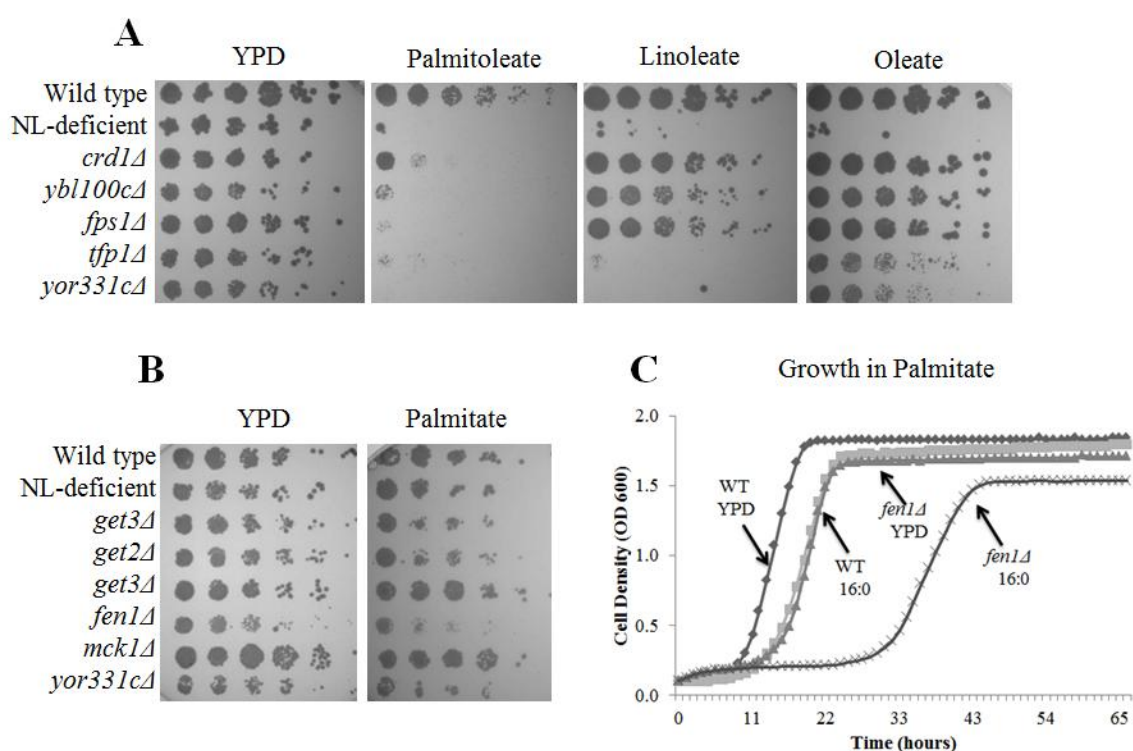 A
YPD
Palmitoleate
Linoleate
Oleate
Wild type
NL-deficient
crd1Δ
ybl100cΔ
fps1Δ
tfp1Δ
yor331cΔ
B
YPD
Palmitate
Wild type
NL-deficient
get3Δ
get2Δ
get3Δ
fen1Δ
mck1Δ
yor331cΔ
C
Growth in Palmitate
Cell Density (OD 600)
2.0
1.5
1.0
0.5
0.0
WT
YPD
WT
16:0
fen1Δ
YPD
fen1Δ
16:0
0 11 22 33 43 54 65
Time (hours)